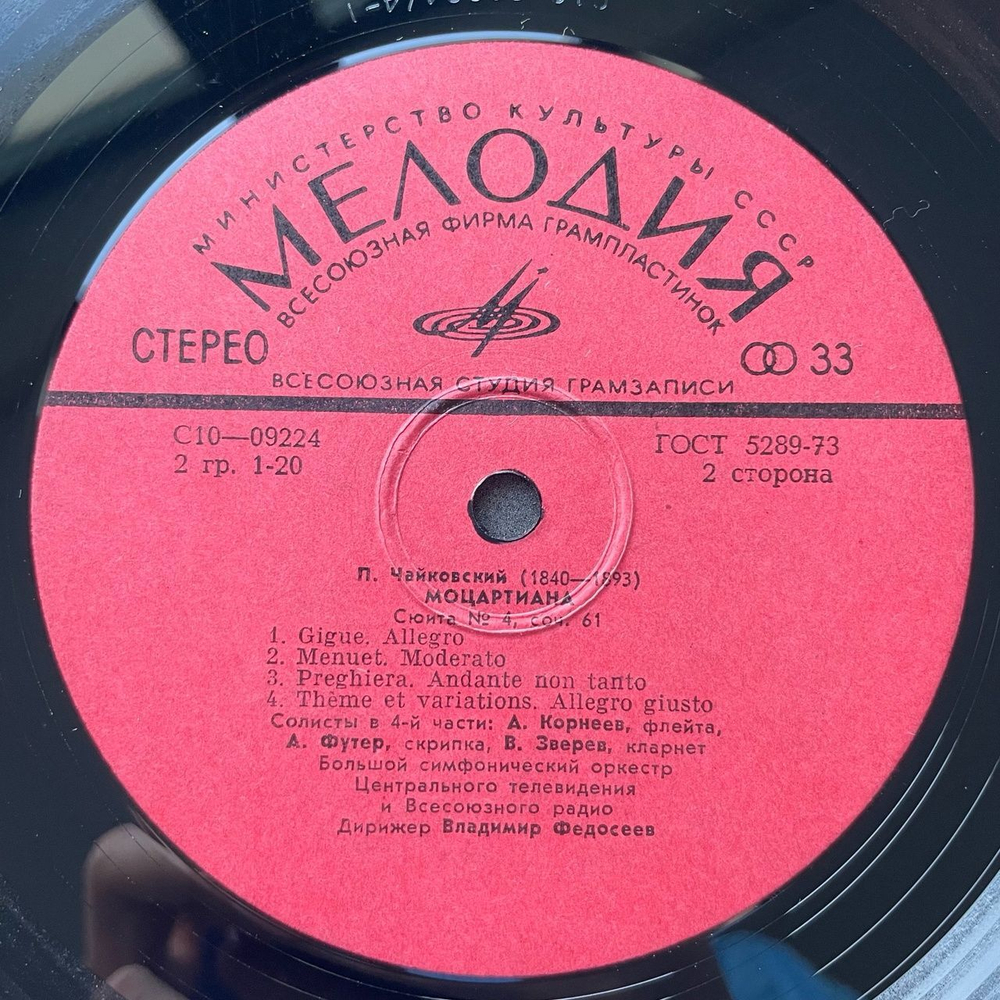 МИНИСТЕРСТВО КУЛЬТУРЫ СССР
МЕЛОДИЯ
ВСЕСОЮЗНАЯ ФИРМА ГРАМПЛАСТИНОК
СТЕРЕО
33
ВСЕСОЮЗНАЯ СТУДИЯ ГРАМЗАПИСИ
С10—09224
ГОСТ 5289-73
2 гр. 1-20
2 сторона
П. Чайковский (1840—1893)
МОЦАРТИАНА
Сюита № 4, соч. 61
1. Gigue. Allegro
2. Menuet. Moderato
3. Preghiera. Andante non tanto
4. Thème et variations. Allegro giusto
Солисты в 4-й части: А. Корнеев, флейта,
А. Футер, скрипка, В. Зверев, кларнет
Большой симфонический оркестр
Центрального телевидения
и Всесоюзного радио
Дирижер Владимир Федосеев